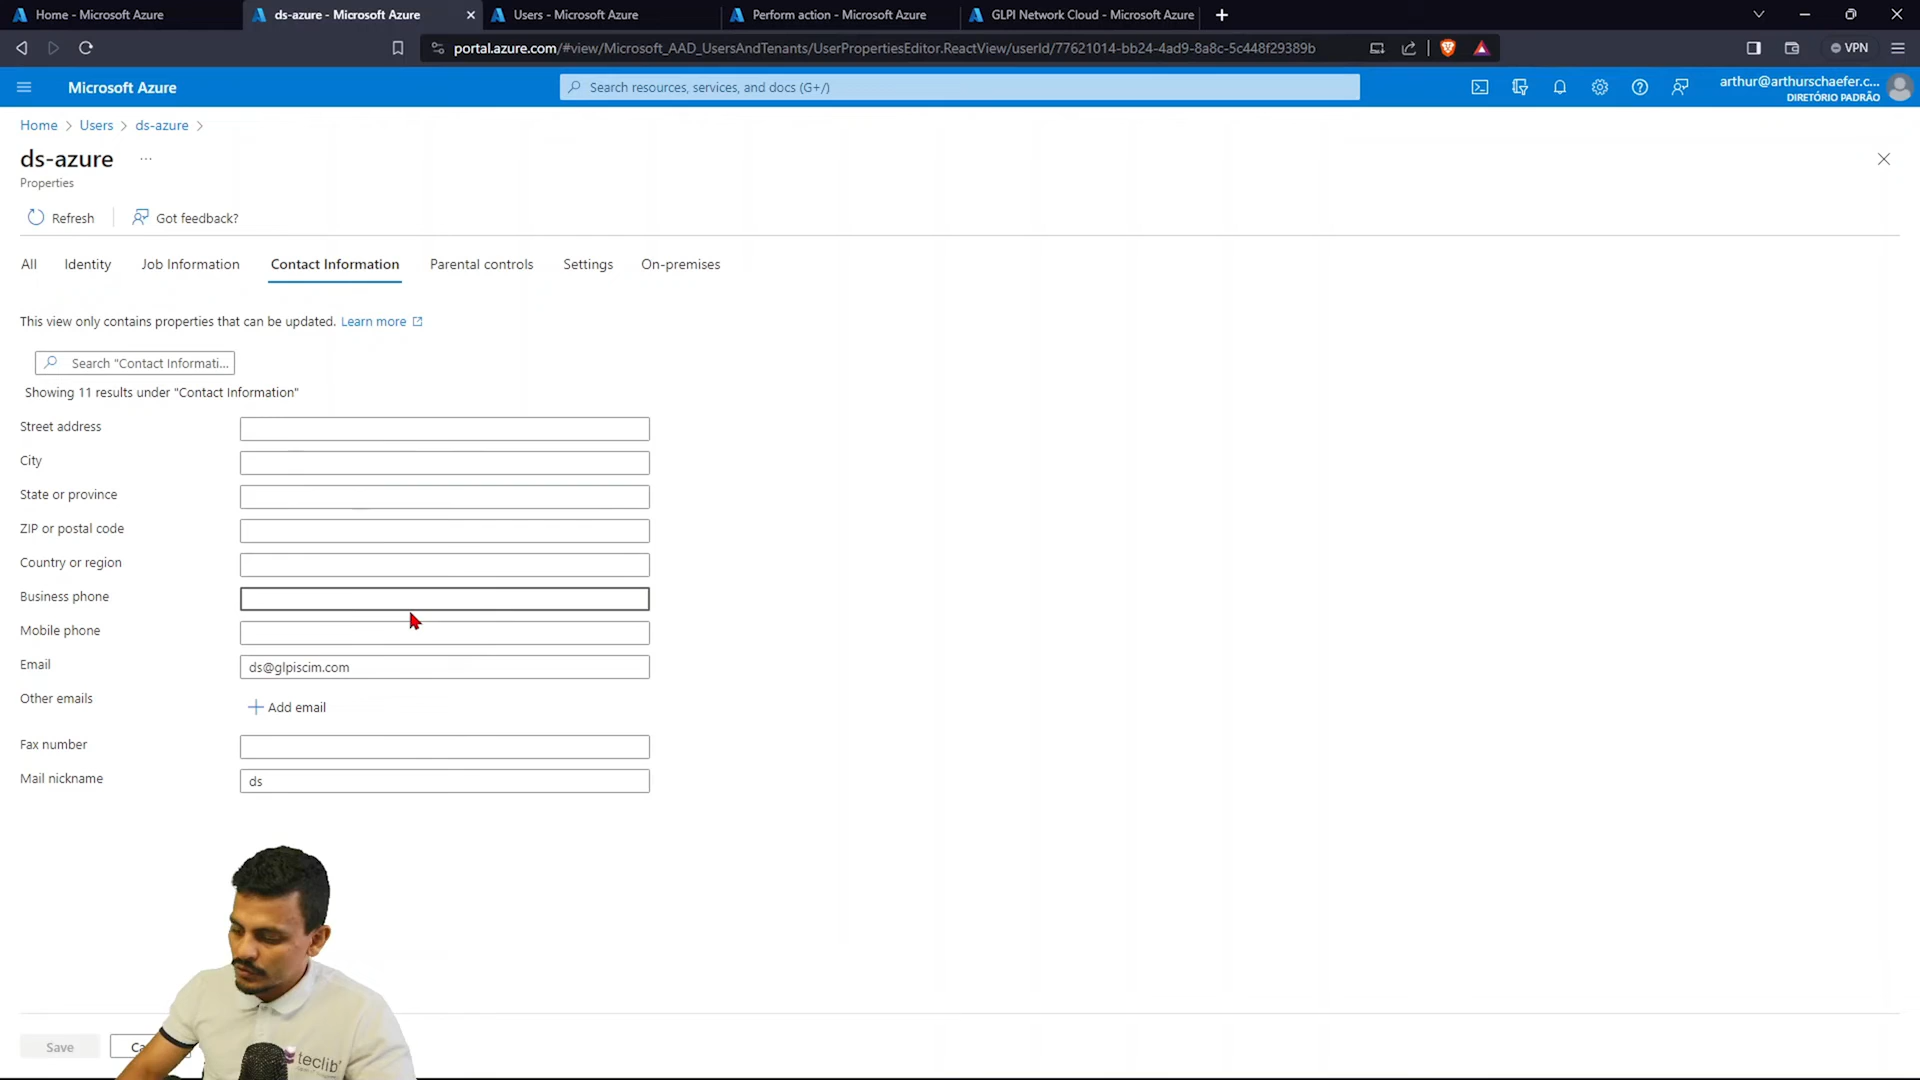 Home - Microsoft Azure
ds-azure - Microsoft Azure
Users - Microsoft Azure
Perform action - Microsoft Azure
GLPI Network Cloud - Microsoft Azure
portal.azure.com/#view/Microsoft_AAD_UsersAndTenants/UserPropertiesEditor.ReactView/userId/77621014-bb24-4ad9-8a8c-5c448f29389b
VPN
Microsoft Azure
Search resources, services, and docs (G+/)
arthur@arthurschaefer.c...
DIRETÓRIO PADRÃO
Home > Users > ds-azure >
ds-azure ...
Properties
Refresh
Got feedback?
All
Identity
Job Information
Contact Information
Parental controls
Settings
On-premises
This view only contains properties that can be updated. Learn more
Search "Contact Informati...
Showing 11 results under "Contact Information"
Street address
City
State or province
ZIP or postal code
Country or region
Business phone
Mobile phone
Email
ds@glpiscim.com
Other emails
Add email
Fax number
Mail nickname
ds
Save
teclib'